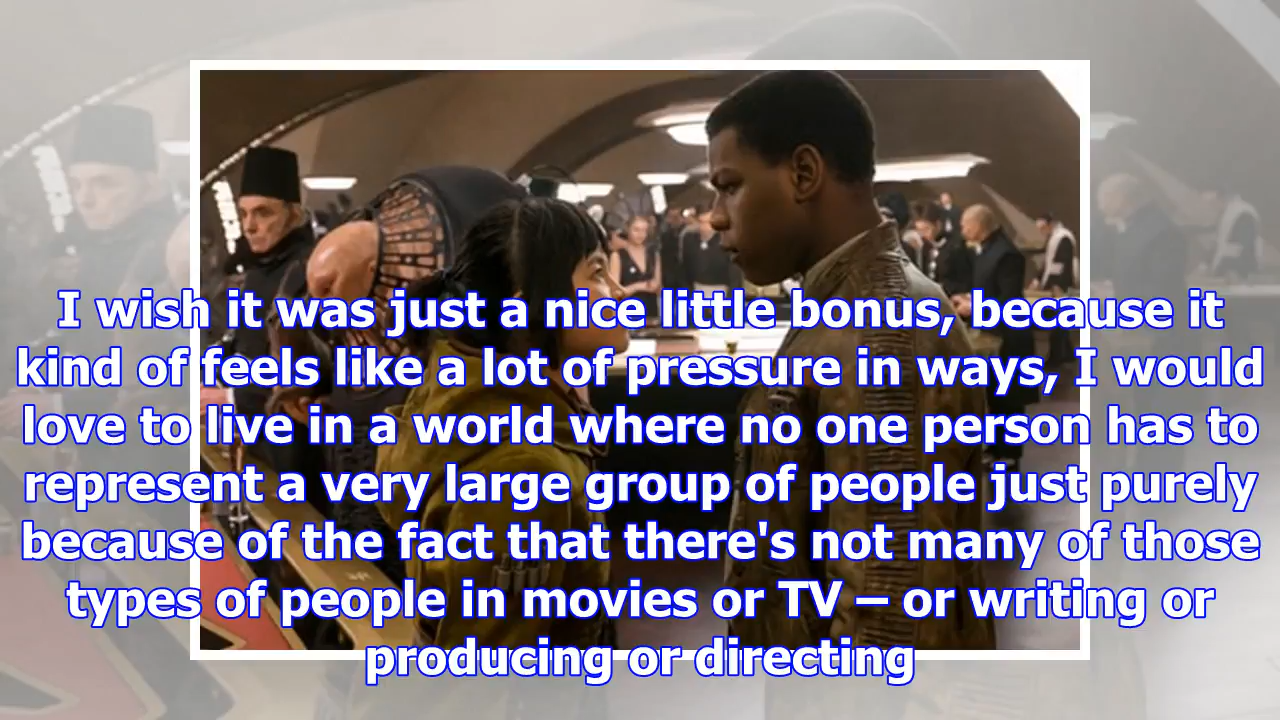 I wish it was just a nice little bonus, because it
kind of feels like a lot of pressure in ways, I would
love to live in a world where no one person has to
represent a very large group of people just purely
because of the fact that there's not many of those
types of people in movies or TV – or writing or
producing or directing